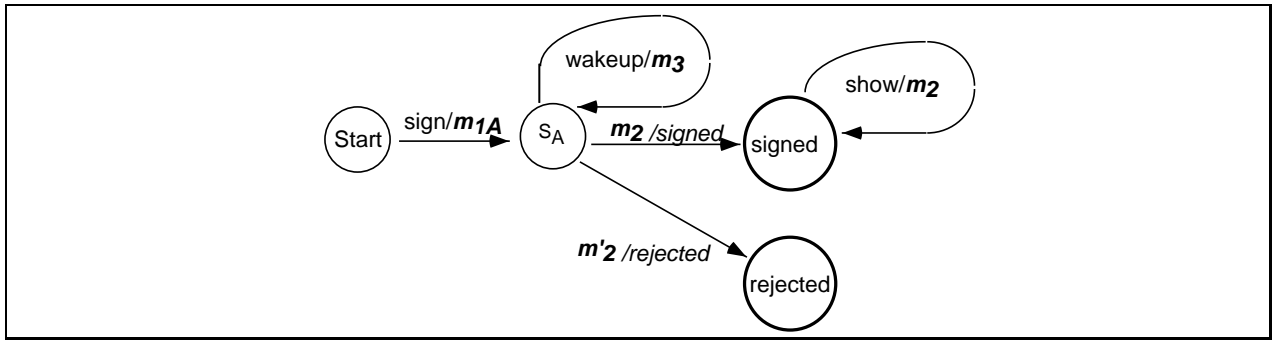 wakeup/m3
show/m2
sign/m1A
Start
SA
m2 /signed
signed
m'2 /rejected
rejected